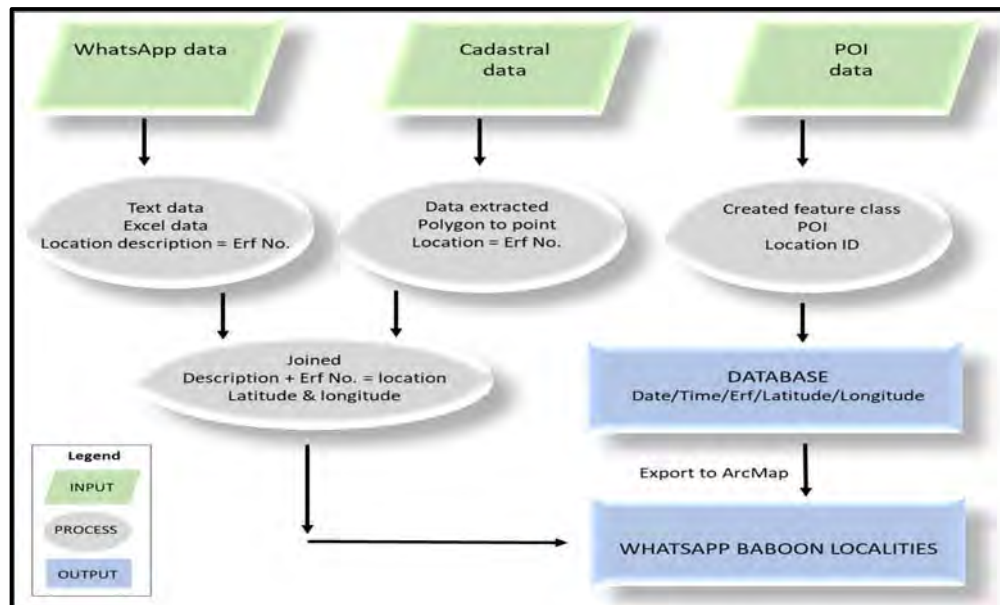 WhatsApp data
Cadastral
data
POI
data
Text data
Excel data
Location description = Erf No.
Data extracted
Polygon to point
Location = Erf No.
Created feature class
POI
Location ID
Joined
Description + Erf No. = location
Latitude & longitude
DATABASE
Date/Time/Erf/Latitude/Longitude
Export to ArcMap
WHATSAPP BABOON LOCALITIES
Legend
INPUT
PROCESS
OUTPUT